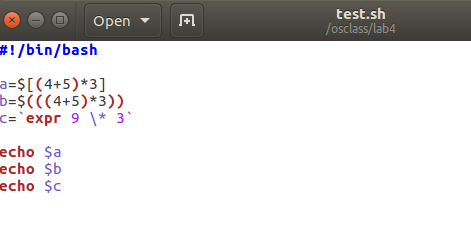 Open
test.sh
/osclass/lab4
#!/bin/bash
a=$[(4+5)*3]
b=$(((4+5)*3))
c=`expr 9 \* 3`
echo $a
echo $b
echo $c